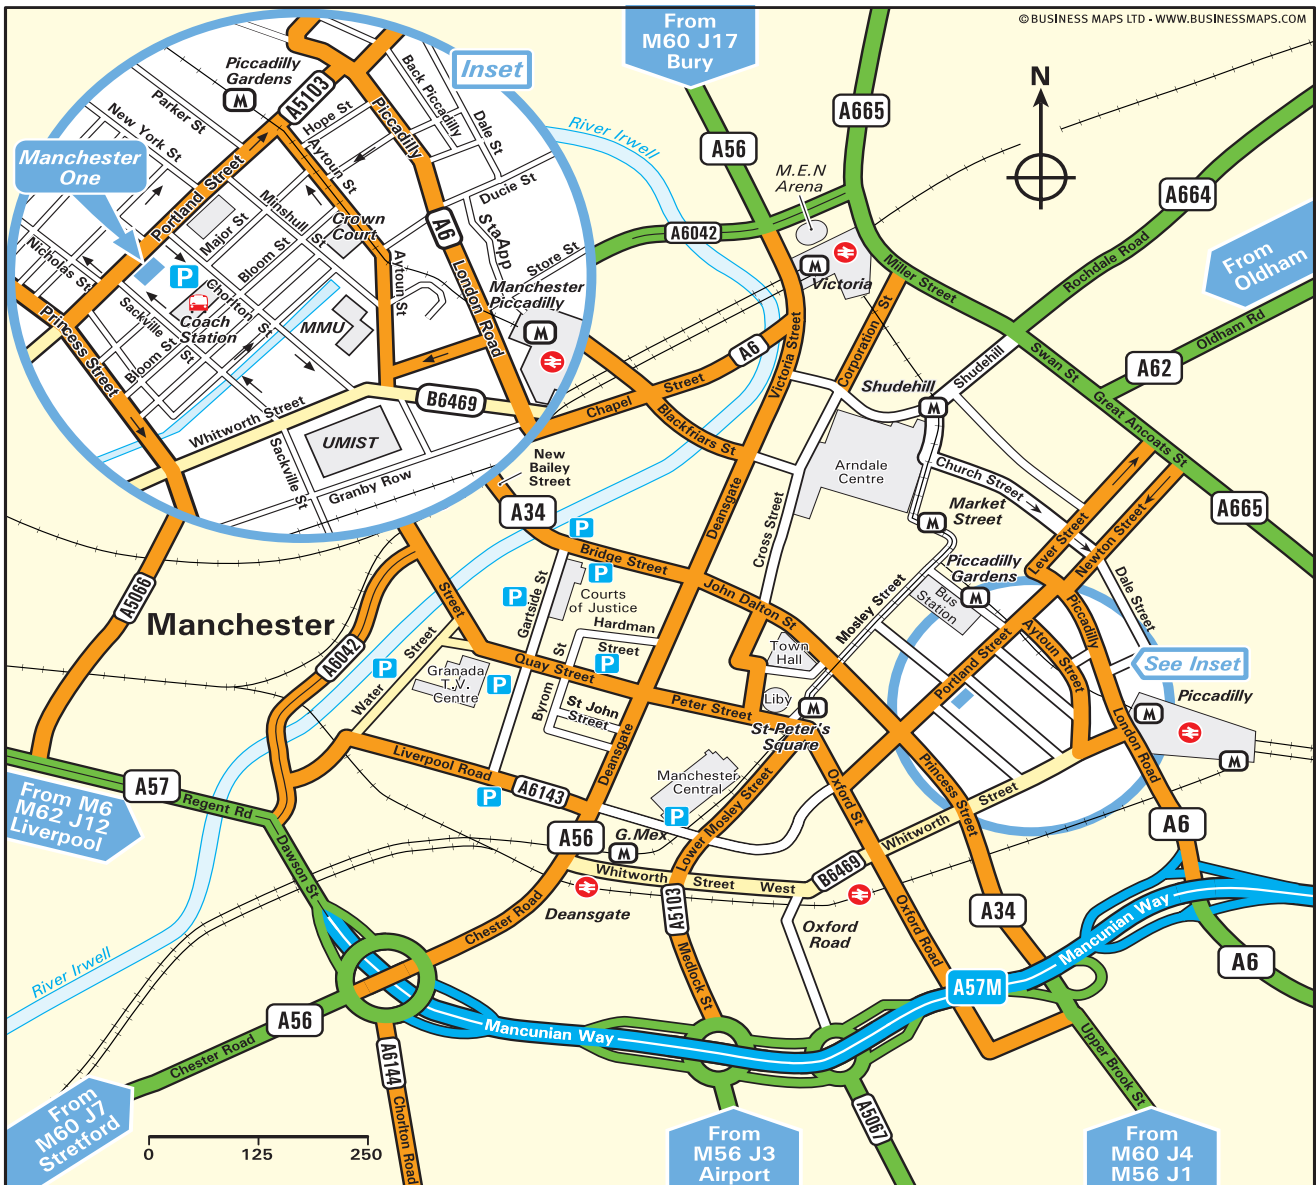 © BUSINESS MAPS LTD - WWW.BUSINESSMAPS.COM
From
M60 J17
Bury
Inset
N
Piccadilly
Gardens
M
A5103
Parker St
New York St
Hope St
Back Piccadilly
Dale St
Piccadilly
Aytoun St
Ducie St
Manchester
One
Portland Street
Minshull St
Major St
Bloom St
Crown
Court
A6
StaApp
Store St
London Road
Aytoun St
Nicholas St
P
Chorlton St
Coach
Station
Sackville St
Bloom St
MMU
Manchester
Piccadilly
M
Princess Street
B6469
Whitworth Street
UMIST
Sackville St
Granby Row
River Irwell
A56
A665
M.E.N
Arena
A6042
M
Victoria
Miller Street
A664
Rochdale Road
From
Oldham
Oldham Rd
A62
Swan St
Great Ancoats St
A665
Victoria Street
Corporation St
Shudehill
Shudehill
M
A6
Chapel Street
Blackfriars St
New
Bailey
Street
A34
Arndale
Centre
Church Street
Market
Street
M
Deansgate
Cross Street
Lever Street
Newton Street
Piccadilly
Gardens
M
Bus
Station
Dale Street
P
Bridge Street
P
P
Courts
of Justice
Gartside St
Hardman
Street
P
John Dalton St
Mosley Street
Piccadilly
Aytoun Street
Portland Street
See Inset
Piccadilly
M
M
London Road
A5066
Manchester
A6042
Water Street
P
Street
Granada
T.V.
Centre
P
Quay Street
Byrom St
St John
Street
Peter Street
Town
Hall
Liby
M
St Peter's
Square
Deansgate
Liverpool Road
P
A6143
Manchester
Central
P
Lower Mosley Street
Oxford St
Princess Street
Whitworth Street
A57
Regent Rd
From M6
M62 J12
Liverpool
Dawson St
A56
G.Mex
M
Whitworth Street West
B6469
A6
Deansgate
Oxford
Road
Chester Road
A5103
Medlock St
Oxford Road
A34
Mancunian Way
A57M
A6
River Irwell
A56
Chester Road
Mancunian Way
A6144
Chorlton Road
A5067
Upper Brook St
From
M60 J7
Stretford
0 125 250
From
M56 J3
Airport
From
M60 J4
M56 J1